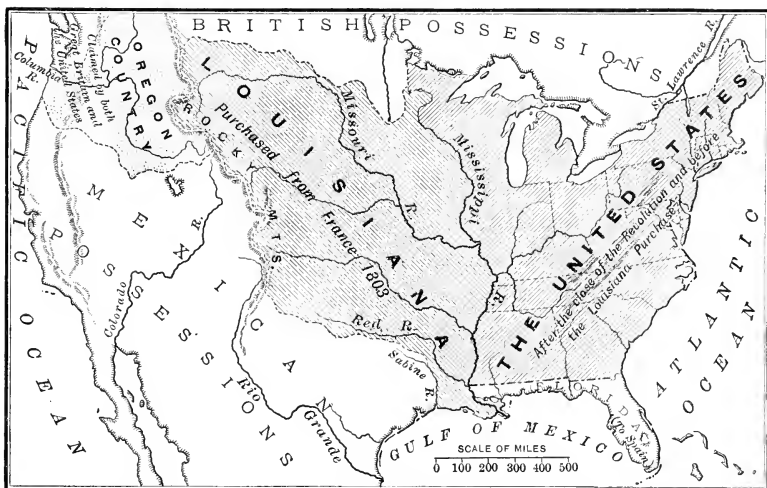 BRITISH POSSESSIONS
PACIFIC OCEAN
Columbia R.
Claimed by both
Great Britain and
the United States
OREGON
COUNTRY
ROCKY MTS.
LOUISIANA
Purchased from France 1803
Missouri R.
Mississippi R.
St. Lawrence R.
THE UNITED STATES
After the close of the Revolution and before
the Louisiana Purchase
ATLANTIC
OCEAN
MEXICAN
POSSESSIONS
Colorado R.
Rio Grande
Red R.
Sabine R.
FLORIDA
(To Spain)
GULF OF MEXICO
SCALE OF MILES
0 100 200 300 400 500